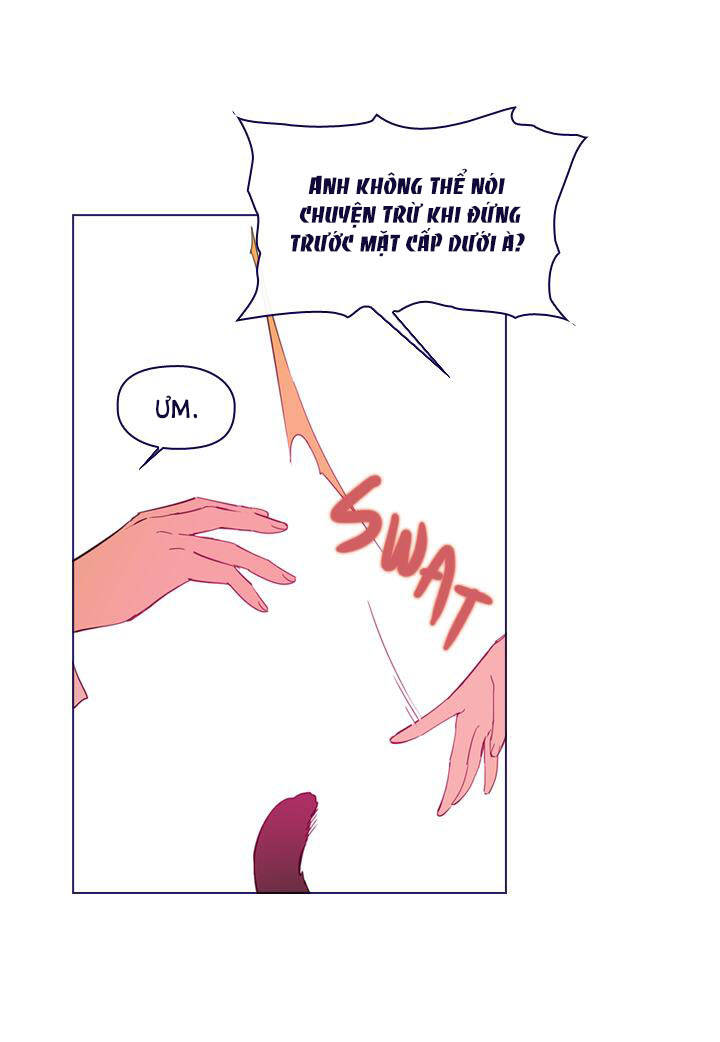 ANH KHÔNG THỂ NÓI
CHUYỆN TRỪ KHI ĐỨNG
TRƯỚC MẶT CẤP DƯỚI À?
ƯM.
SWAT